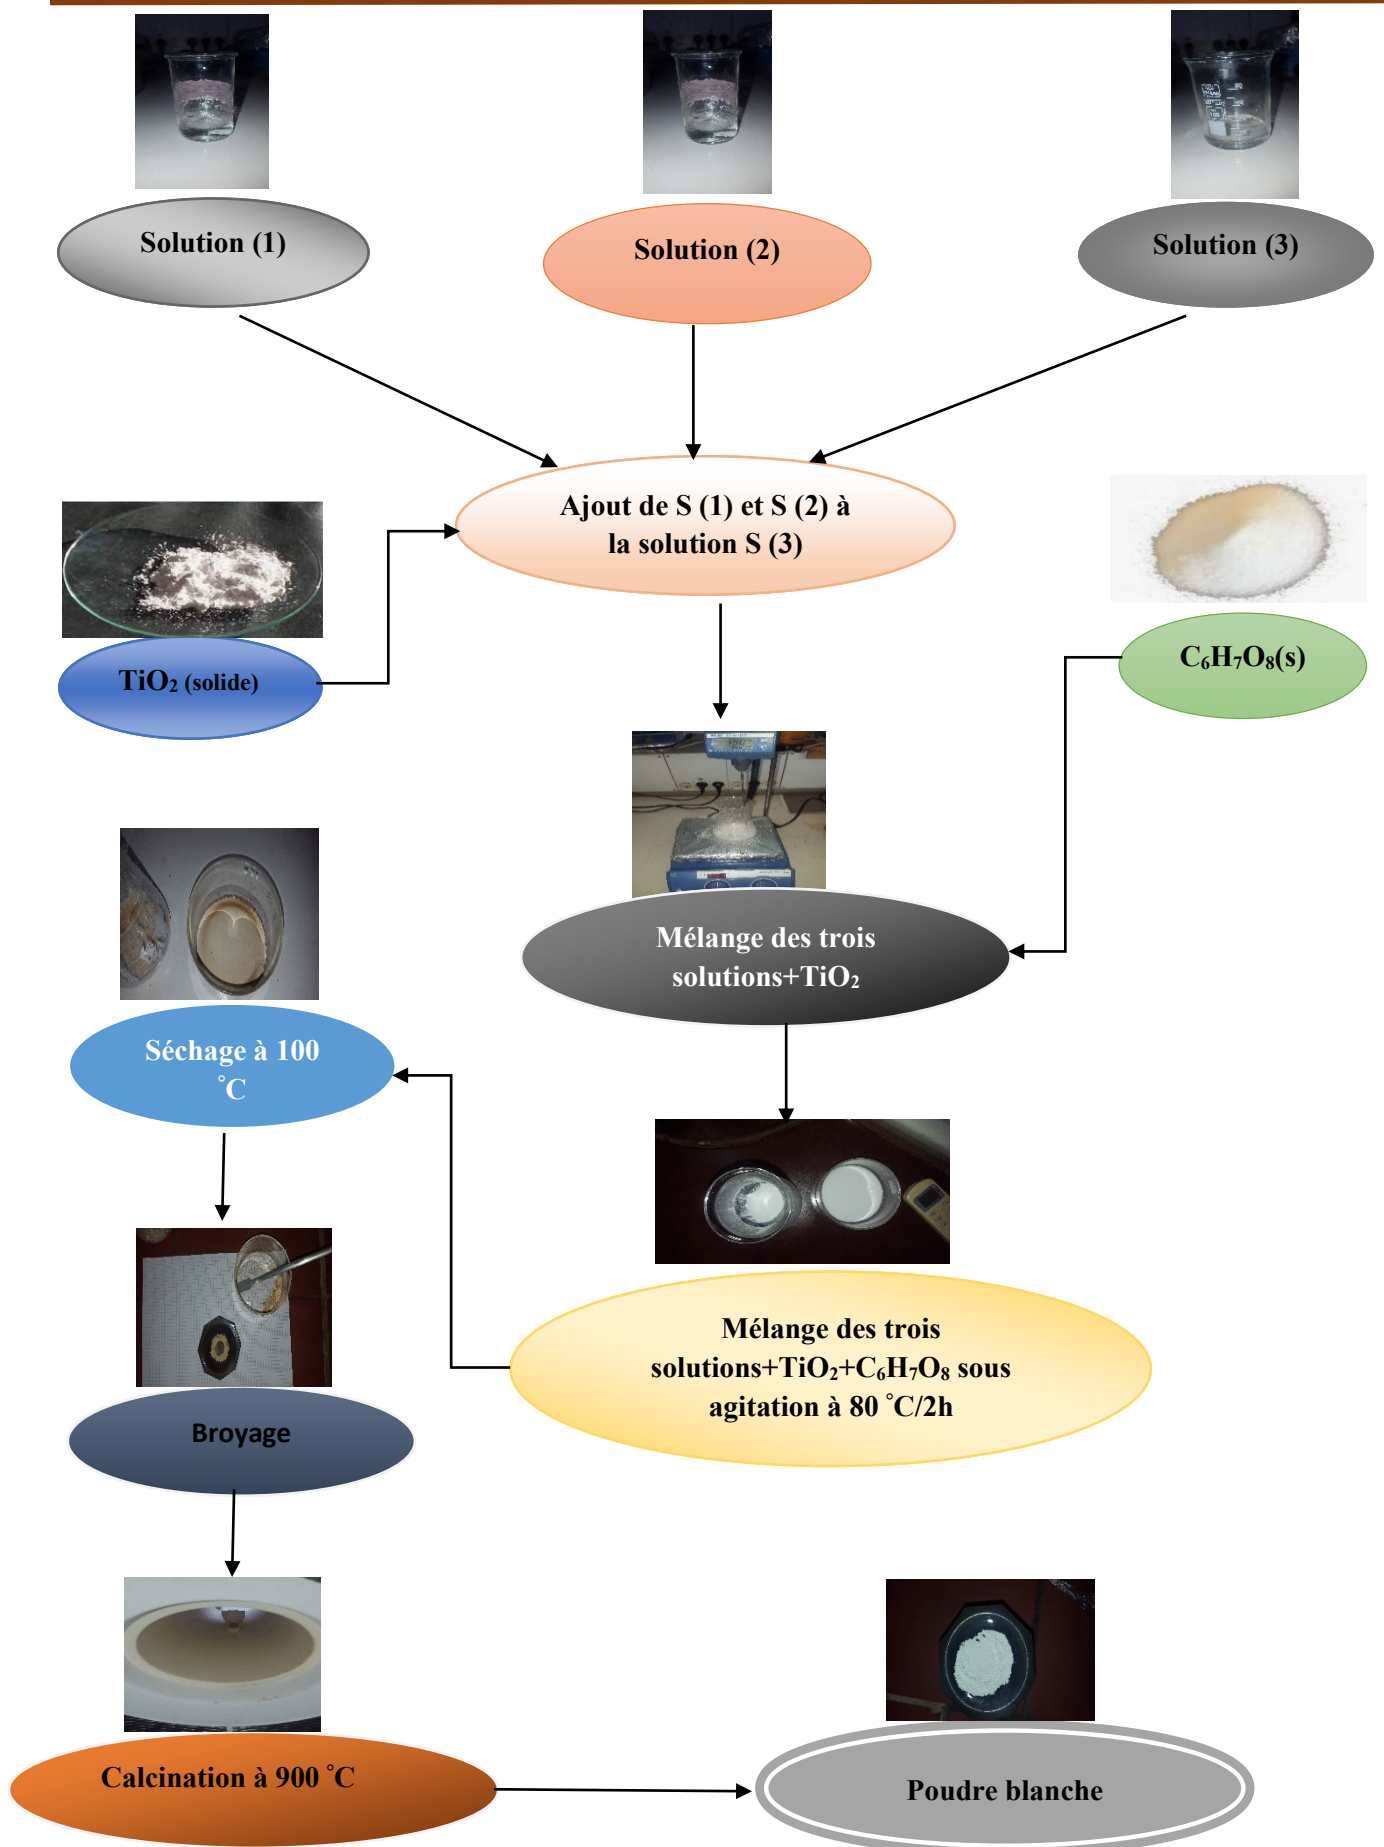 Solution (1)
Solution (2)
Solution (3)
Ajout de S (1) et S (2) à
la solution S (3)
TiO₂ (solide)
C₆H₇O₈(s)
Mélange des trois
solutions+TiO₂
Séchage à 100
°C
Mélange des trois
solutions+TiO₂+C₆H₇O₈ sous
agitation à 80 °C/2h
Broyage
Calcination à 900 °C
Poudre blanche